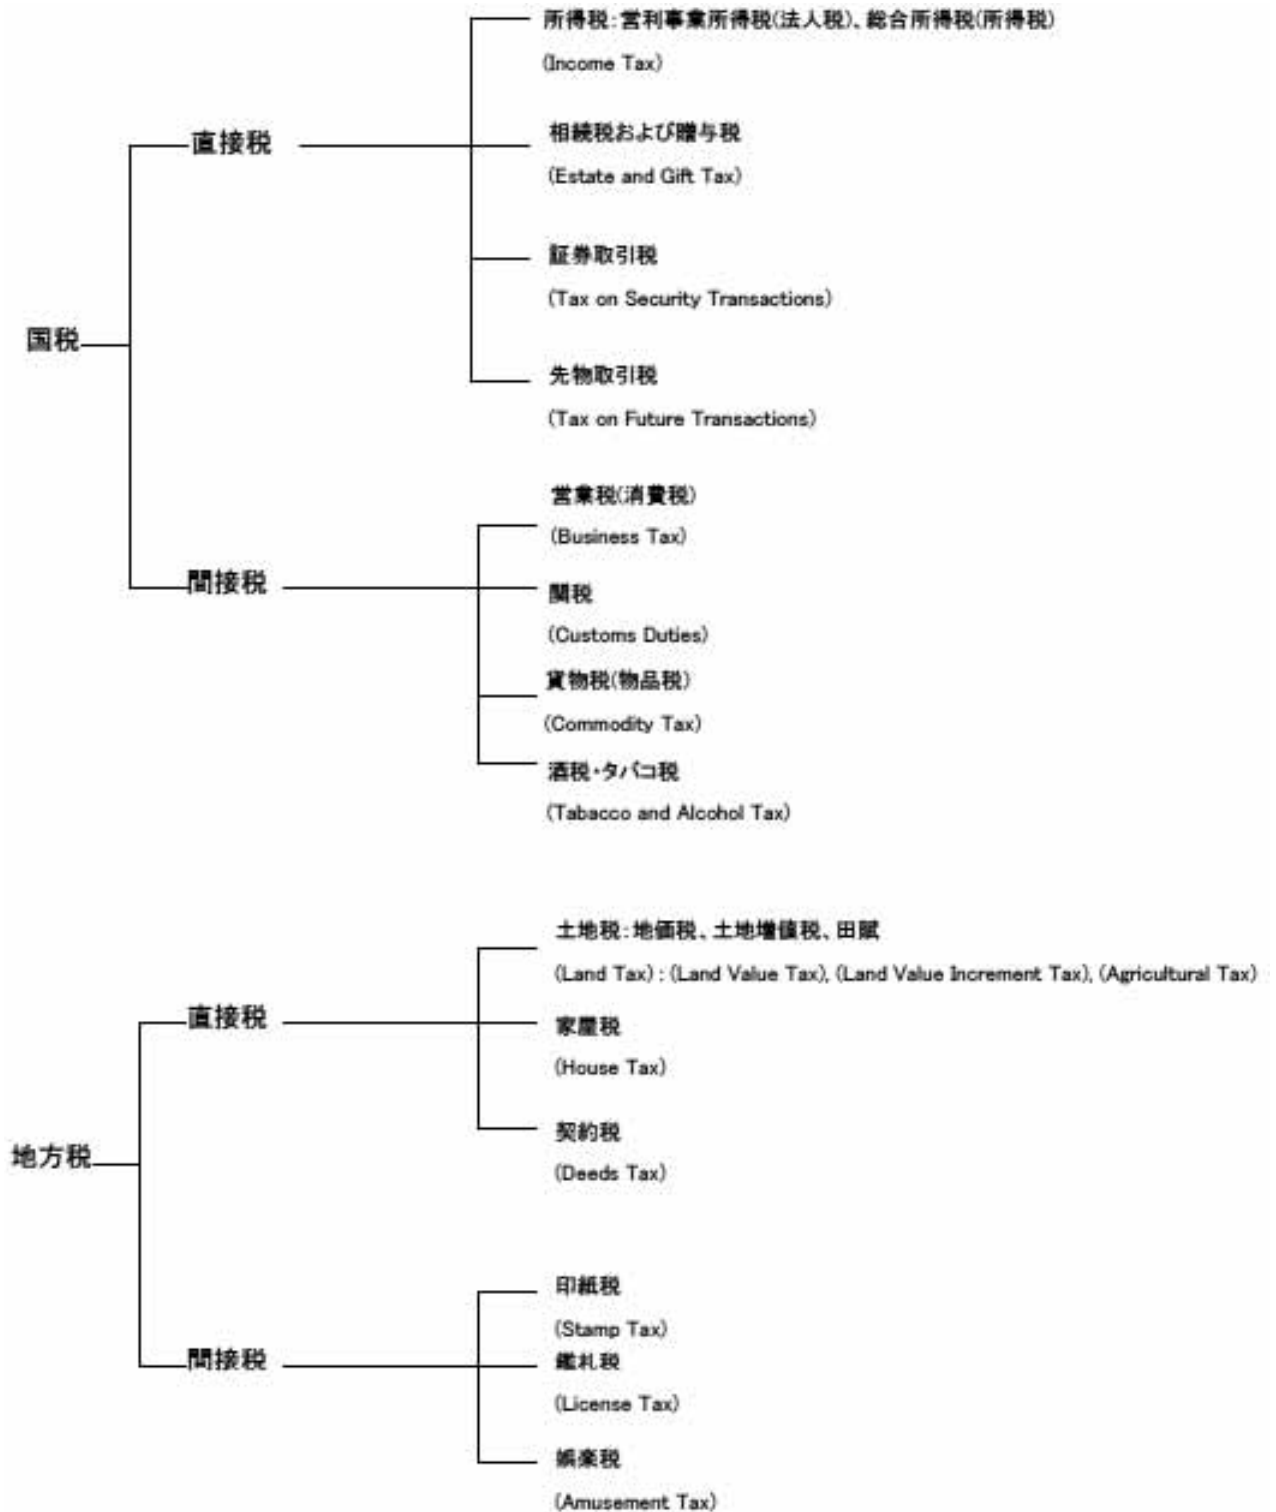 所得税:営利事業所得税(法人税)、総合所得税(所得税)
(Income Tax)
直接税
相続税および贈与税
(Estate and Gift Tax)
証券取引税
(Tax on Security Transactions)
国税
先物取引税
(Tax on Future Transactions)
営業税(消費税)
(Business Tax)
間接税
関税
(Customs Duties)
貨物税(物品税)
(Commodity Tax)
酒税・タバコ税
(Tabacco and Alcohol Tax)
土地税:地価税、土地増値税、田賦
(Land Tax) : (Land Value Tax), (Land Value Increment Tax), (Agricultural Tax)
直接税
家屋税
(House Tax)
契約税
(Deeds Tax)
地方税
印紙税
(Stamp Tax)
間接税
鑑札税
(License Tax)
娯楽税
(Amusement Tax)